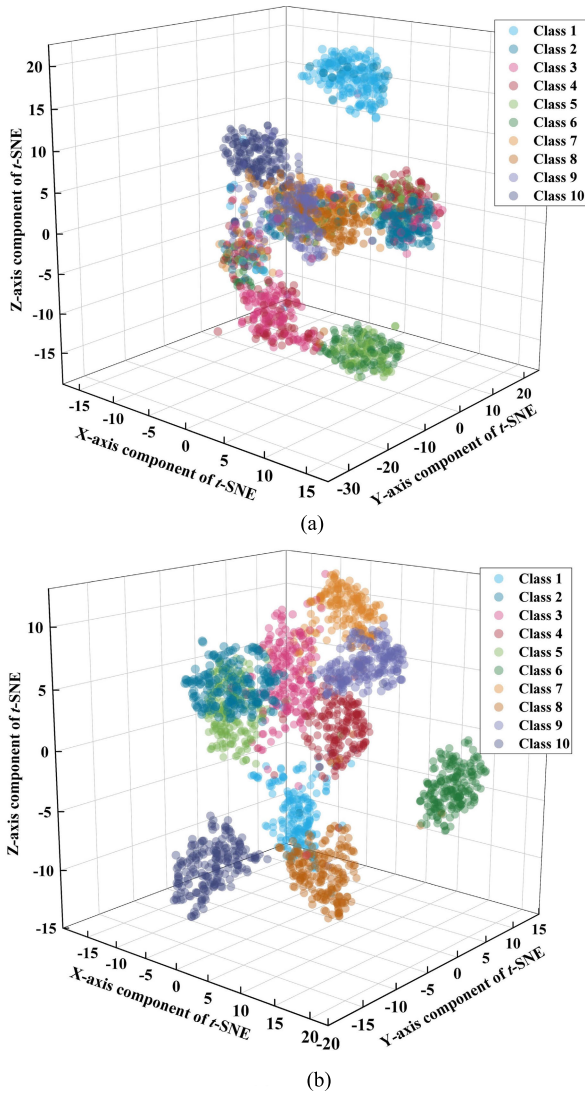 Class 1
Class 2
Class 3
Class 4
Class 5
Class 6
Class 7
Class 8
Class 9
Class 10
20
15
10
5
0
-5
-10
-15
Z-axis component of t-SNE
-15
-10
-5
0
5
10
15
X-axis component of t-SNE
-30
-20
-10
0
10
20
Y-axis component of t-SNE
(a)
Class 1
Class 2
Class 3
Class 4
Class 5
Class 6
Class 7
Class 8
Class 9
Class 10
10
5
0
-5
-10
-15
Z-axis component of t-SNE
-15
-10
-5
0
5
10
15
20
X-axis component of t-SNE
-20
-15
-10
-5
0
5
10
15
Y-axis component of t-SNE
(b)